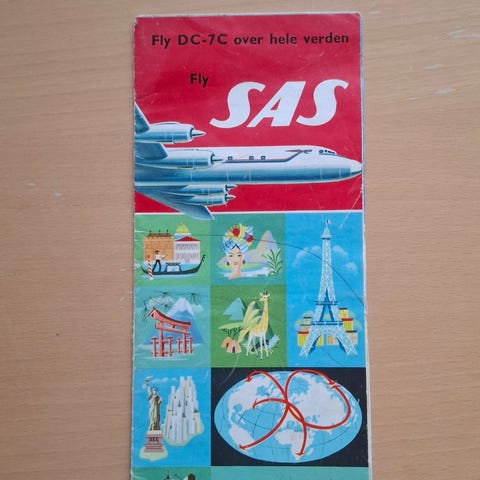 Fly DC-7C over hele verden
Fly
SAS